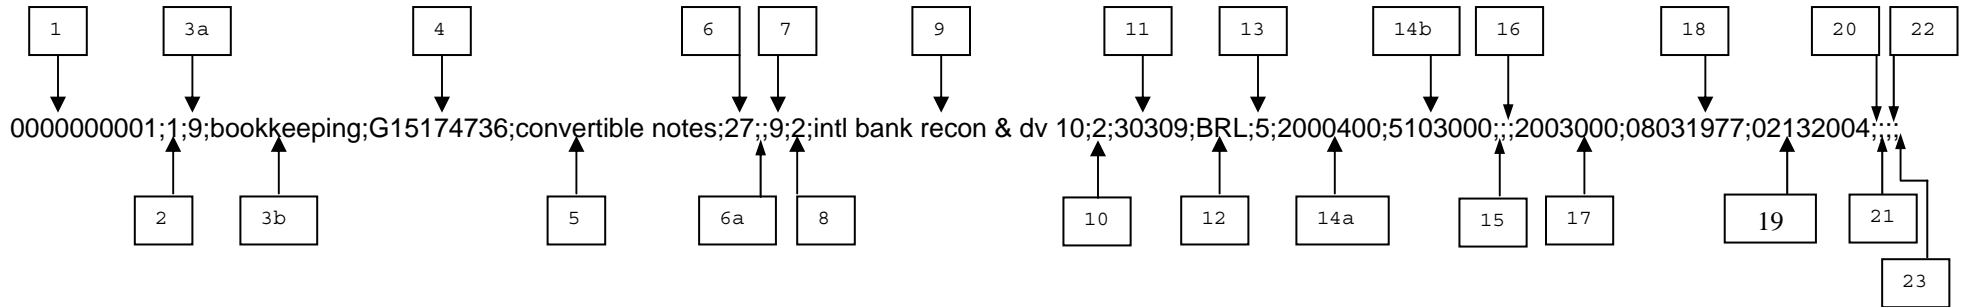 1 3a 4 6 7 9 11 13 14b 16 18 20 22
0000000001;1;9;bookkeeping;G15174736;convertible notes;27;;9;2;intl bank recon & dv 10;2;30309;BRL;5;2000400;5103000;;;2003000;08031977;02132004;;;;
2 3b 5 6a 8 10 12 14a 15 17 19 21
23